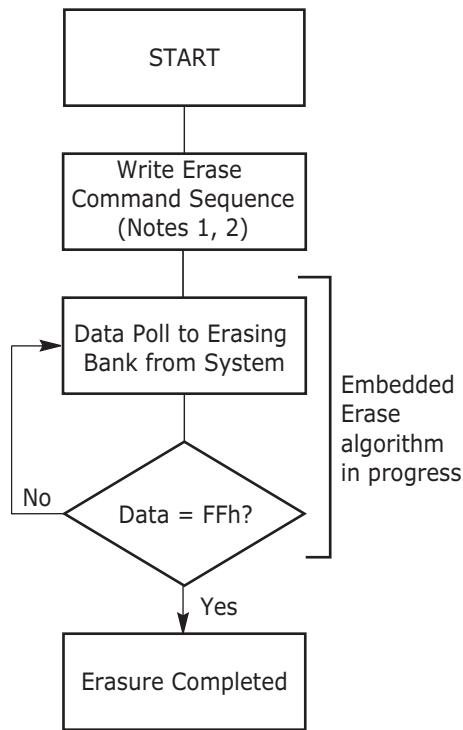 START
Write Erase
Command Sequence
(Notes 1, 2)
Data Poll to Erasing
Bank from System
Embedded
Erase
algorithm
in progress
No
Data = FFh?
Yes
Erasure Completed